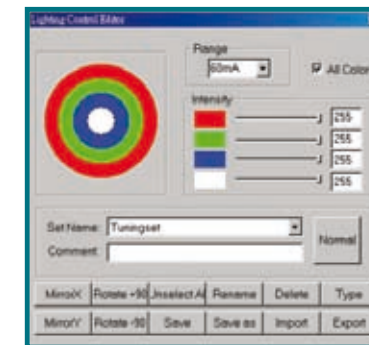 Lighting Control Editor
Range
60mA
All Color
Intensity
255
255
255
255
Set Name: Tuningset
Normal
Comment:
MirrorX Rotate +90 Unselect Al Rename Delete Type
MirrorY Rotate -90 Save Save as Import Export